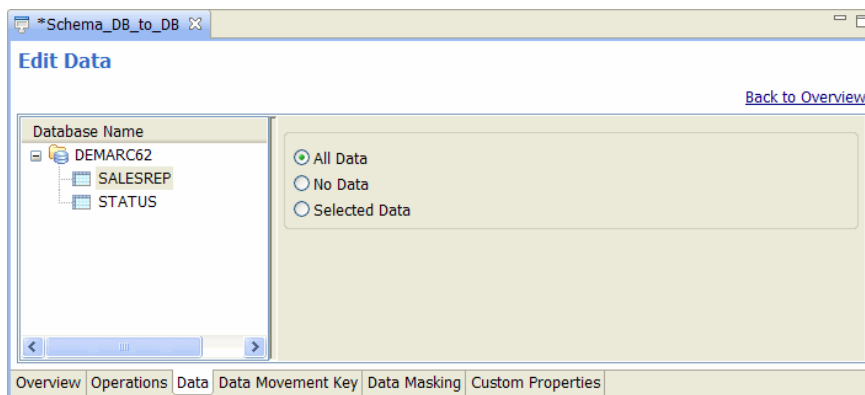 *Schema_DB_to_DB
Edit Data
Back to Overview
Database Name
DEMARC62
SALESREP
STATUS
All Data
No Data
Selected Data
Overview Operations Data Data Movement Key Data Masking Custom Properties